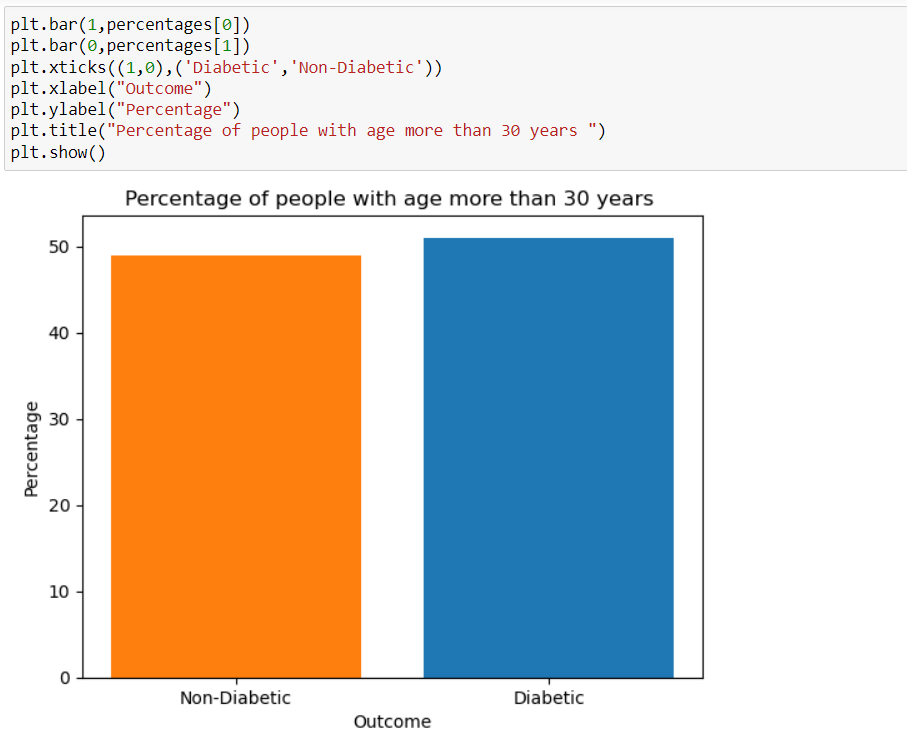 plt.bar(1,percentages[0])
plt.bar(0,percentages[1])
plt.xticks((1,0),('Diabetic','Non-Diabetic'))
plt.xlabel("Outcome")
plt.ylabel("Percentage")
plt.title("Percentage of people with age more than 30 years ")
plt.show()
Percentage of people with age more than 30 years
50
40
30
20
10
0
Percentage
Non-Diabetic Diabetic
Outcome